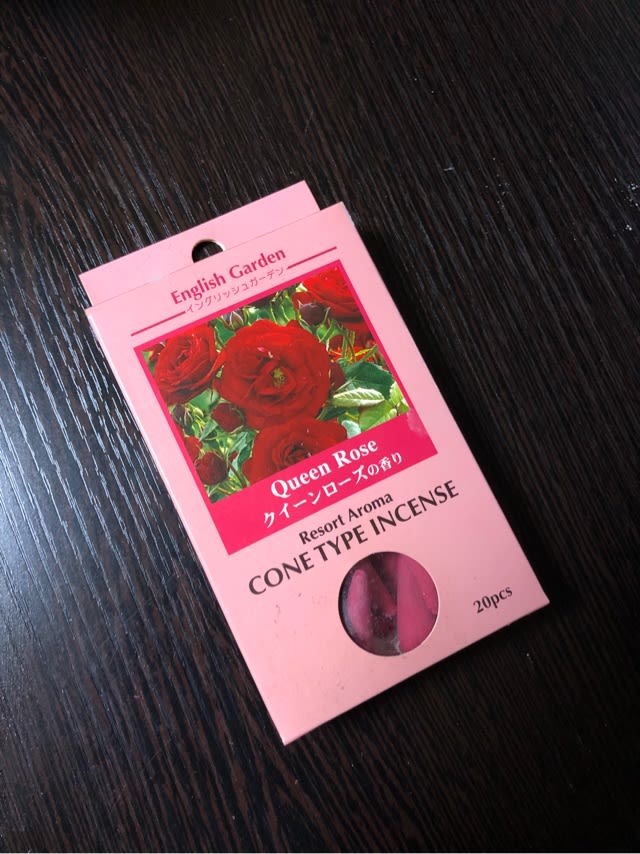 English Garden
イングリッシュガーデン
Queen Rose
クイーンローズの香り
Resort Aroma
CONE TYPE INCENSE
20pcs